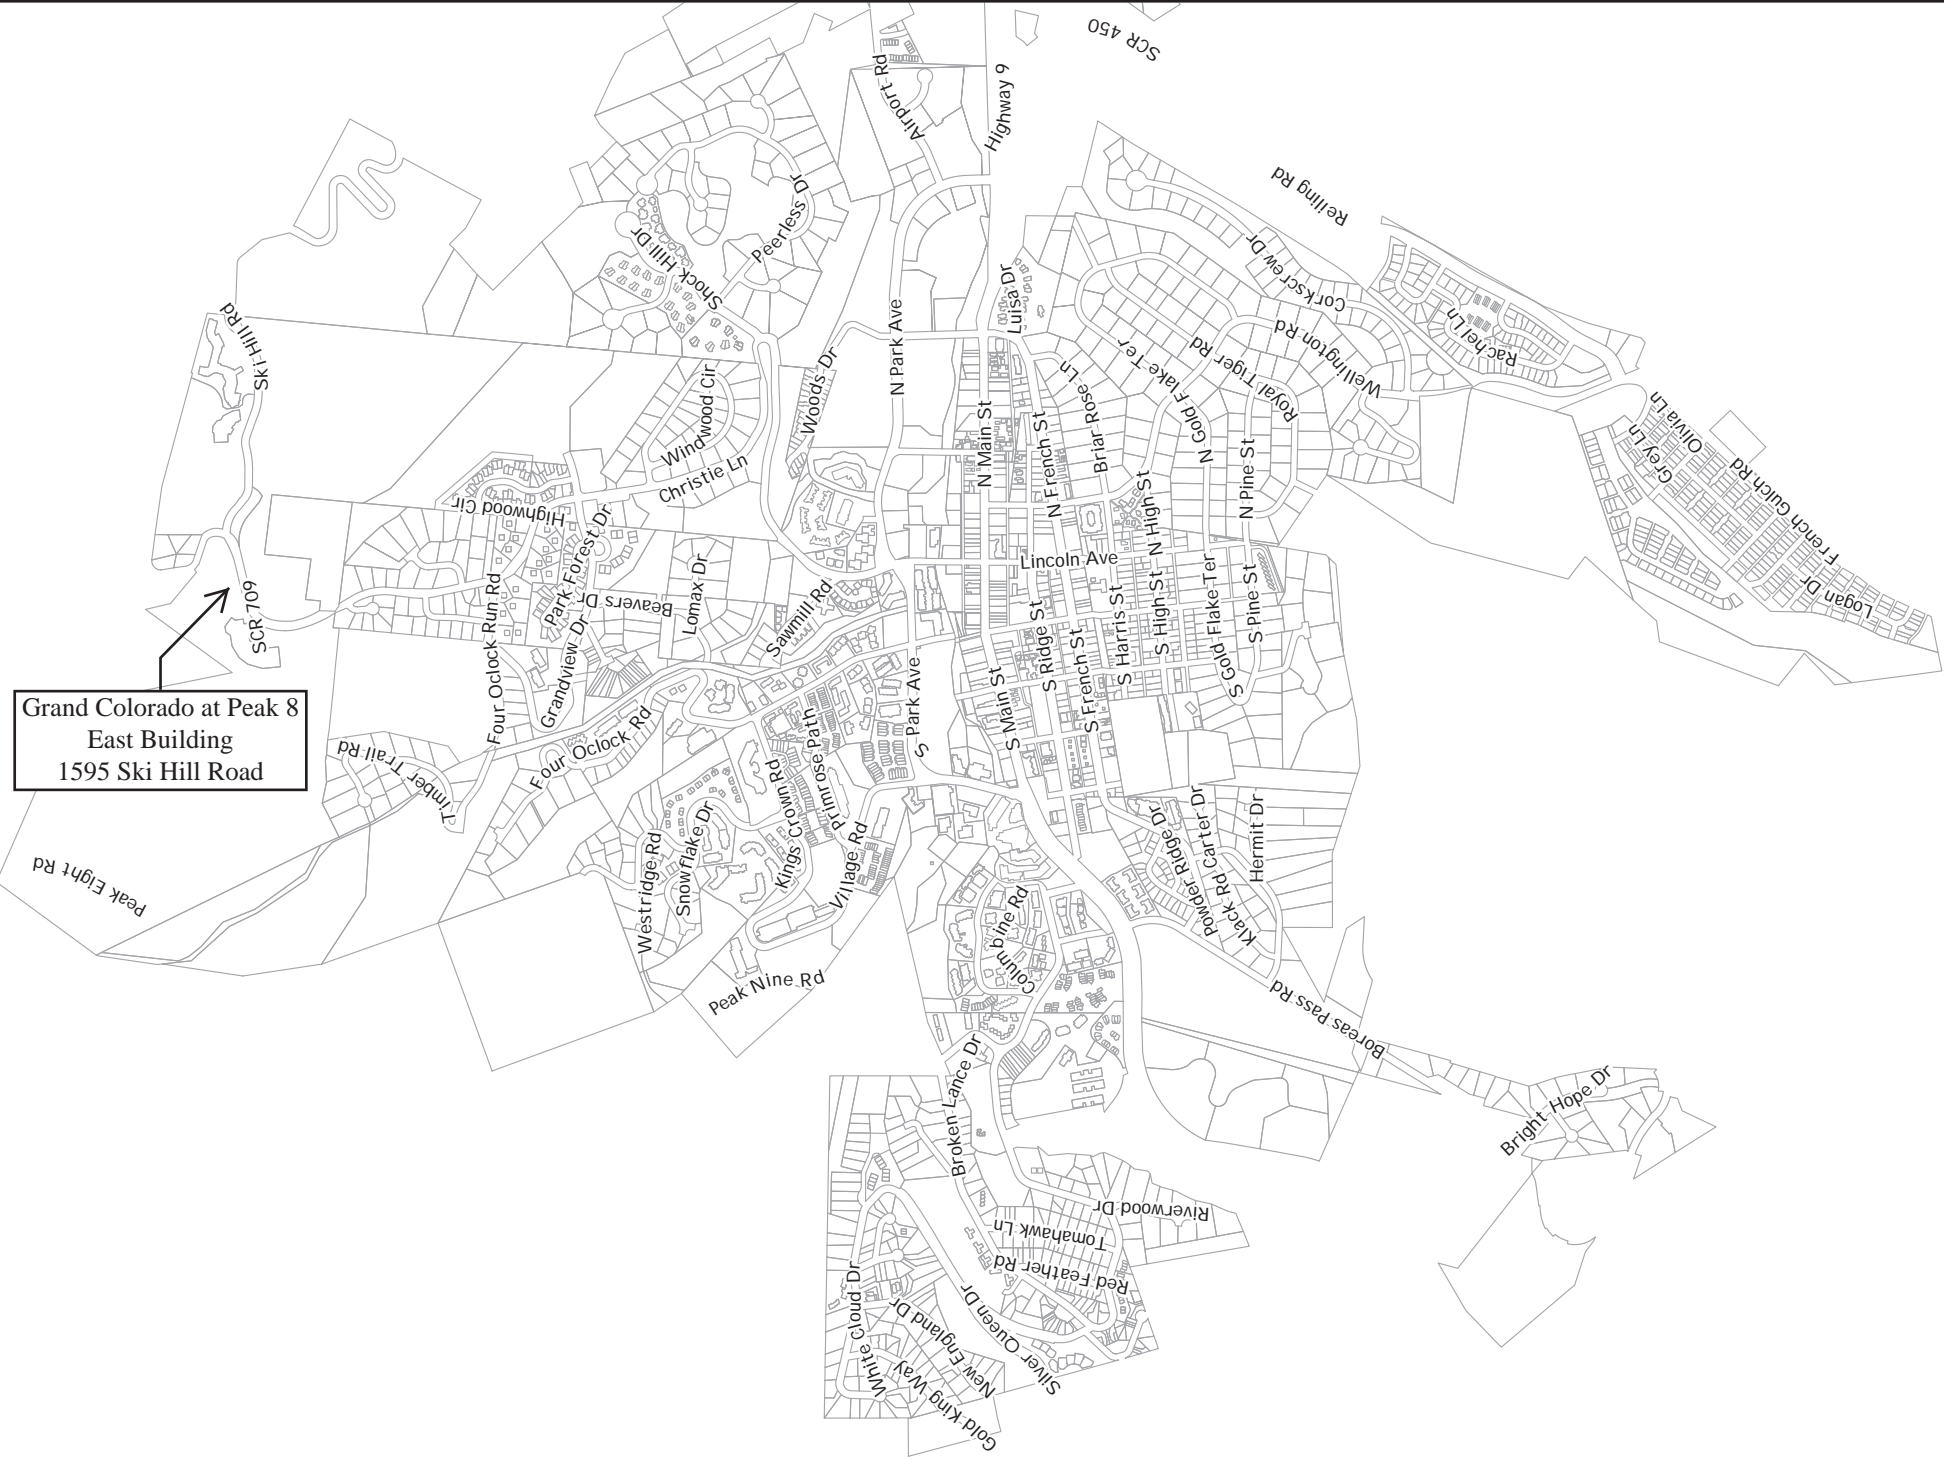 SCR 450
Airport Rd
Highway 9
Reiling Rd
Peerless Dr
Shock Hill Dr
Corkscrew Dr
Luisa Dr
Ski Hill Rd
N Park Ave
Woods Dr
Wellington Rd
Rachel Ln
Royal Tiger Rd
N Gold Flake Ter
Briar Rose Ln
Windwood Cir
Christie Ln
N Main St
N French St
Grey Ln
Olivia Ln
French Gulch Rd
Logan Dr
Highwood Cir
Park Forest Dr
N High St
N Pine St
Lincoln Ave
SCR 709
Four Oclock Run Rd
Beavers Dr
Lomax Dr
Sawmill Rd
Grandview Dr
S Ridge St
S French St
S Harris St
S High St
S Gold Flake Ter
S Pine St
S Main St
S Park Ave
Grand Colorado at Peak 8
East Building
1595 Ski Hill Road
Timber Trail Rd
Four Oclock Rd
Kings Crown Rd
Primrose Path
Village Rd
Westridge Rd
Snowflake Dr
Peak Eight Rd
Peak Nine Rd
Powder Ridge Dr
Carter Dr
Klack Rd
Hermit Dr
Columbine Rd
Boreas Pass Rd
Bright Hope Dr
Broken Lance Dr
Riverwood Dr
Tomahawk Ln
Red Feather Rd
White Cloud Dr
New England Dr
Silver Queen Dr
Gold King Way